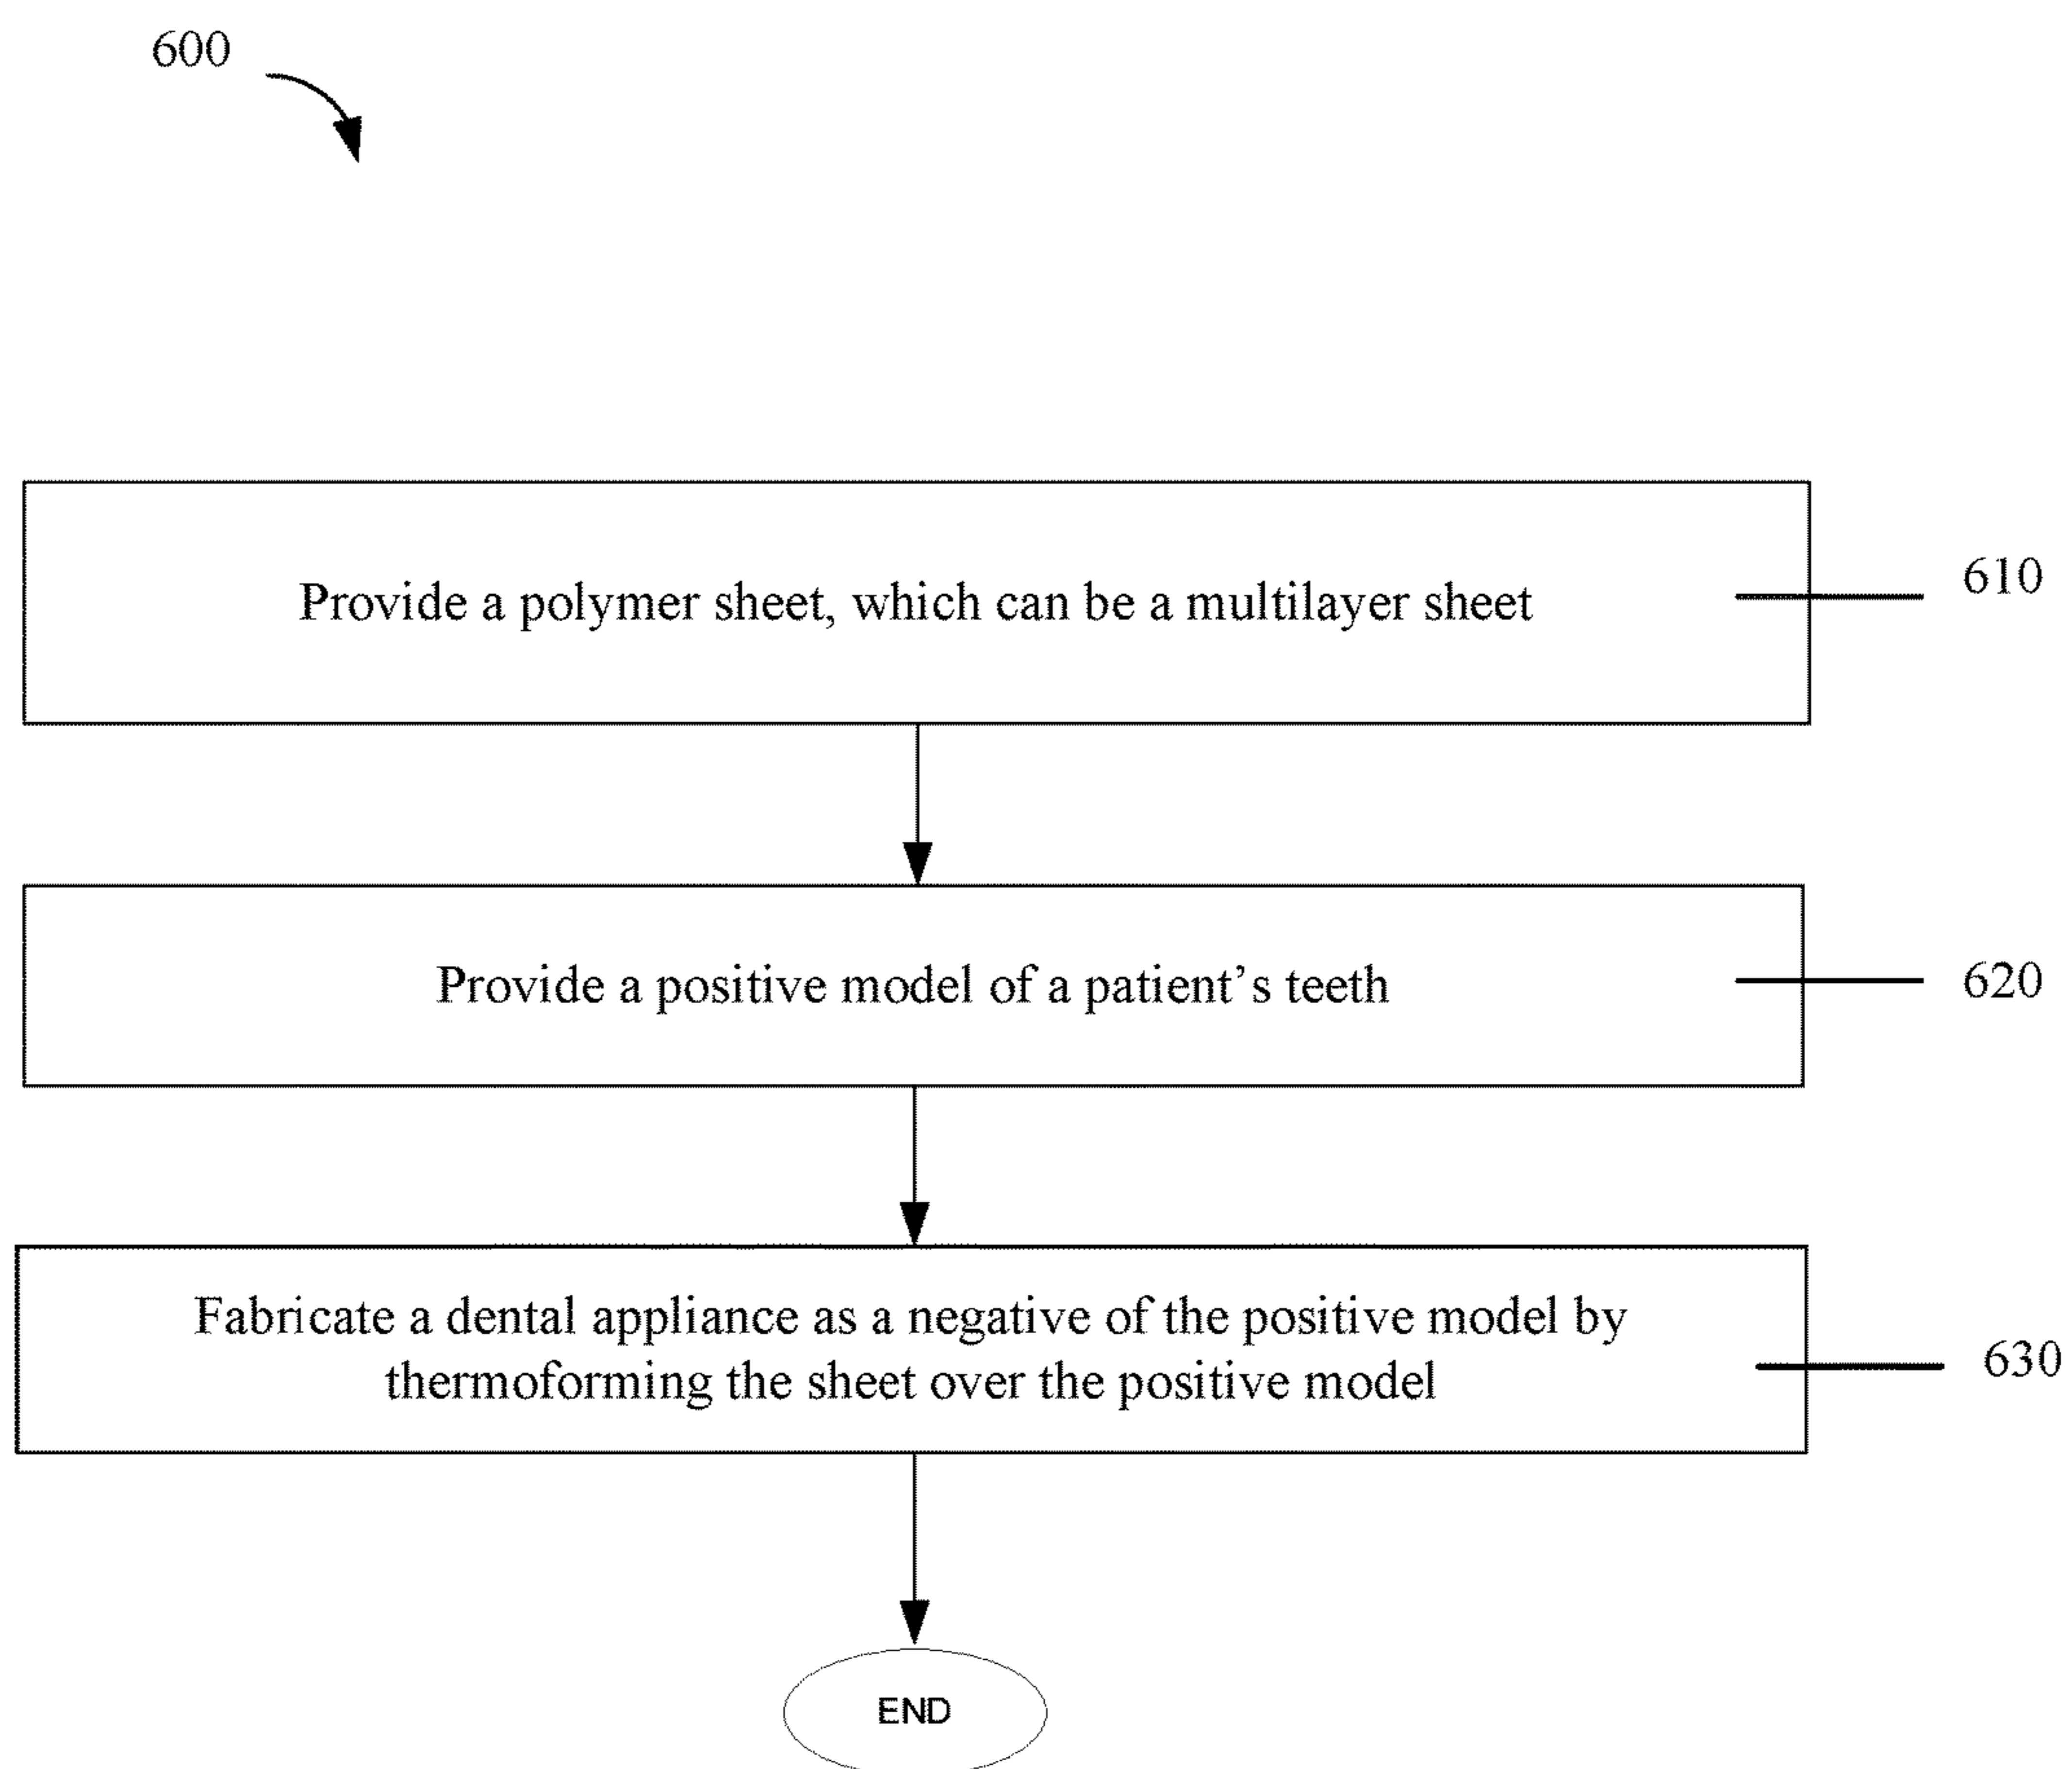 600
Provide a polymer sheet, which can be a multilayer sheet
610
Provide a positive model of a patient’s teeth
620
Fabricate a dental appliance as a negative of the positive model by
thermoforming the sheet over the positive model
630
END